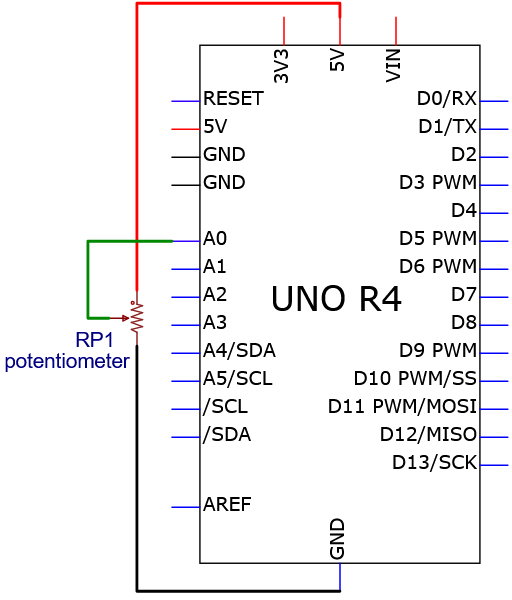 3V3
5V
VIN
RESET
5V
GND
GND
A0
A1
A2
A3
A4/SDA
A5/SCL
/SCL
/SDA
AREF
UNO R4
D0/RX
D1/TX
D2
D3 PWM
D4
D5 PWM
D6 PWM
D7
D8
D9 PWM
D10 PWM/SS
D11 PWM/MOSI
D12/MISO
D13/SCK
GND
RP1
potentiometer